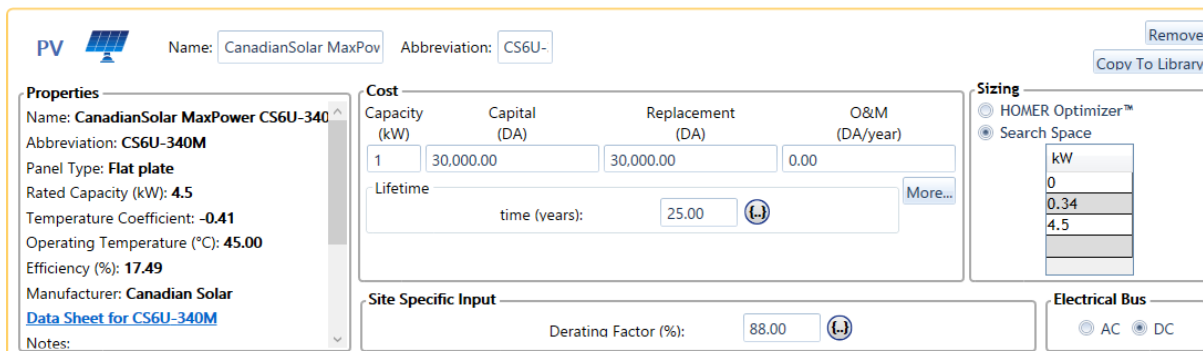 PV
Name: CanadianSolar MaxPov
Abbreviation: CS6U-
Remove
Copy To Library
Properties
Name: CanadianSolar MaxPower CS6U-340
Abbreviation: CS6U-340M
Panel Type: Flat plate
Rated Capacity (kW): 4.5
Temperature Coefficient: -0.41
Operating Temperature (°C): 45.00
Efficiency (%): 17.49
Manufacturer: Canadian Solar
Data Sheet for CS6U-340M
Notes:
Cost
Capacity (kW) Capital (DA) Replacement (DA) O&M (DA/year)
1 30,000.00 30,000.00 0.00
Lifetime
time (years): 25.00 {..}
More...
Site Specific Input
Derating Factor (%): 88.00 {..}
Sizing
HOMER Optimizer™
Search Space
kW
0
0.34
4.5
Electrical Bus
AC DC